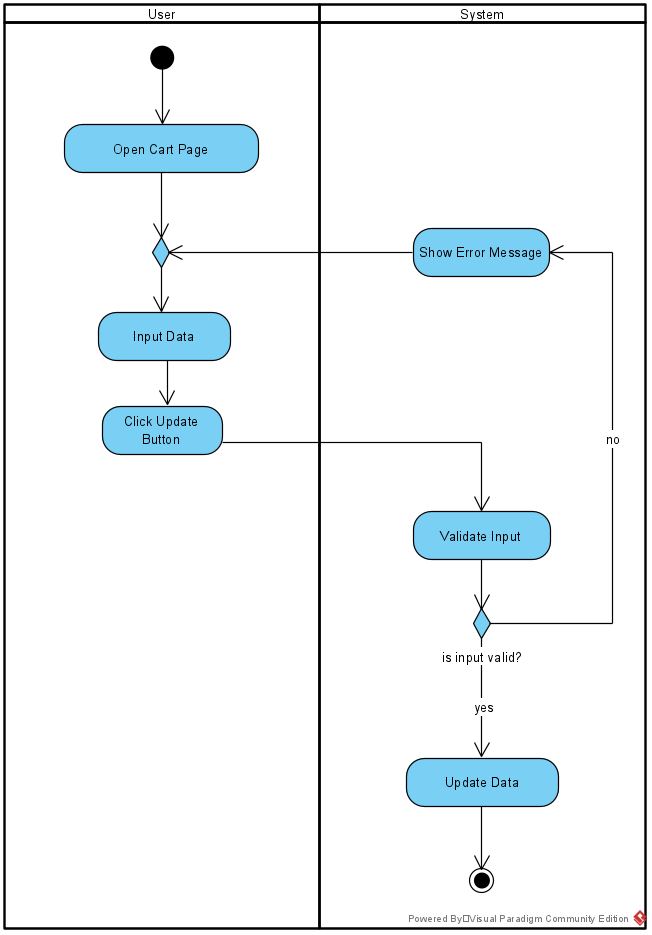 User
System
Open Cart Page
Show Error Message
Input Data
Click Update
Button
no
Validate Input
is input valid?
yes
Update Data
Powered By Visual Paradigm Community Edition